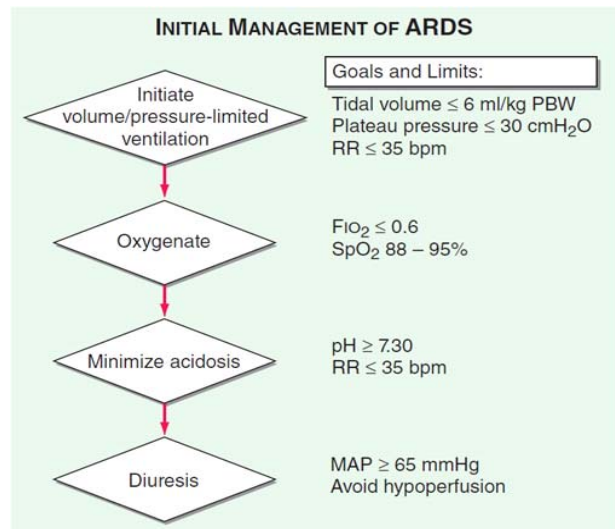 INITIAL MANAGEMENT OF ARDS
Goals and Limits:
Initiate
volume/pressure-limited
ventilation
Tidal volume ≤ 6 ml/kg PBW
Plateau pressure ≤ 30 cmH₂O
RR ≤ 35 bpm
Oxygenate
FIO₂ ≤ 0.6
SpO₂ 88 – 95%
Minimize acidosis
pH ≥ 7.30
RR ≤ 35 bpm
Diuresis
MAP ≥ 65 mmHg
Avoid hypoperfusion